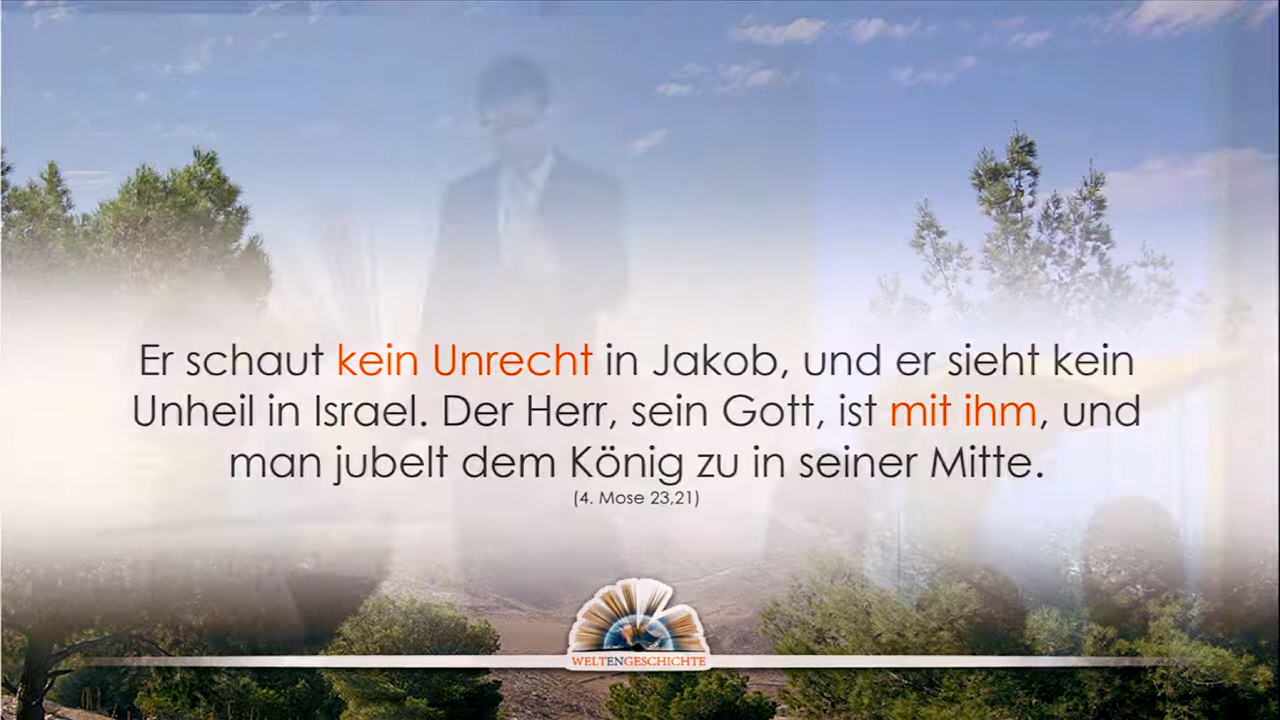 Er schaut kein Unrecht in Jakob, und er sieht kein
Unheil in Israel. Der Herr, sein Gott, ist mit ihm, und
man jubelt dem König zu in seiner Mitte.
(4. Mose 23,21)
WELTENGESCHICHTE